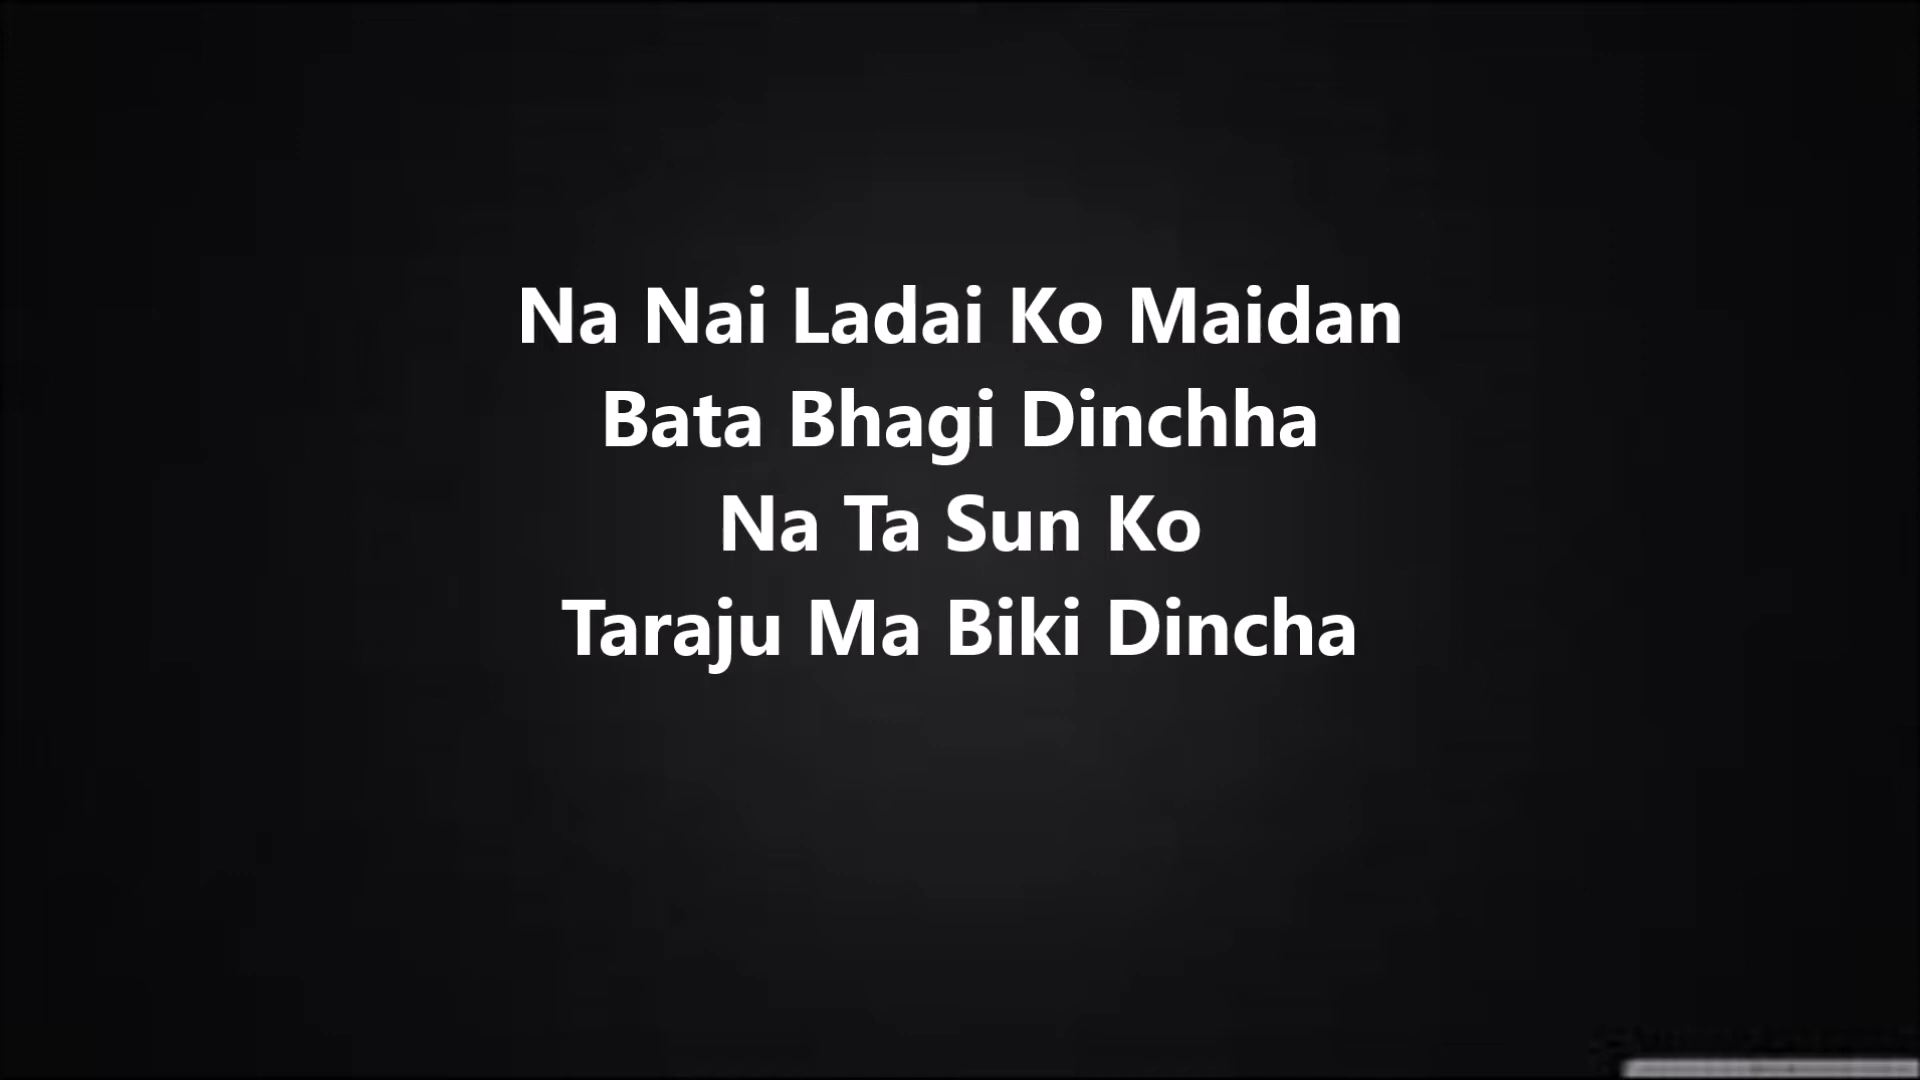 Na Nai Ladai Ko Maidan
Bata Bhagi Dinchha
Na Ta Sun Ko
Taraju Ma Biki Dincha